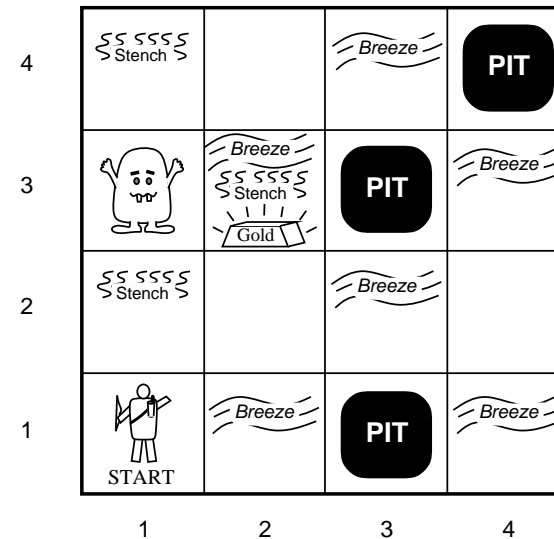 4
Stench
Breeze
PIT
3
Breeze
Stench
Gold
PIT
Breeze
2
Stench
Breeze
1
START
Breeze
PIT
Breeze
1 2 3 4